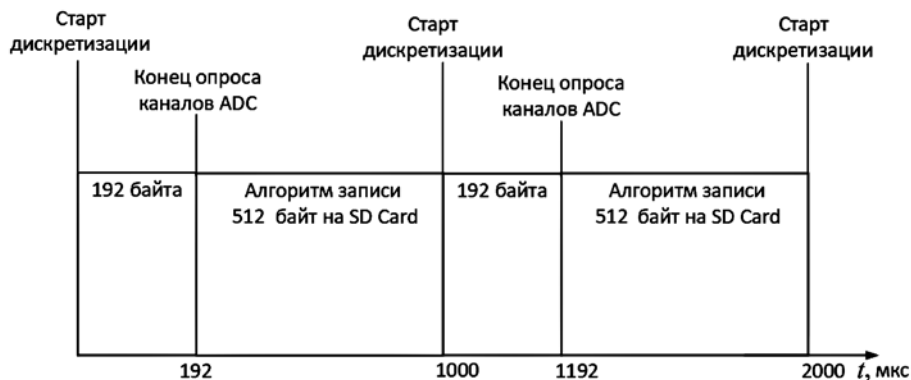 Старт
дискретизации
Старт
дискретизации
Старт
дискретизации
Конец опроса
каналов ADC
Конец опроса
каналов ADC
192 байта
Алгоритм записи
512 байт на SD Card
192 байта
Алгоритм записи
512 байт на SD Card
192
1000
1192
2000
t, мкс